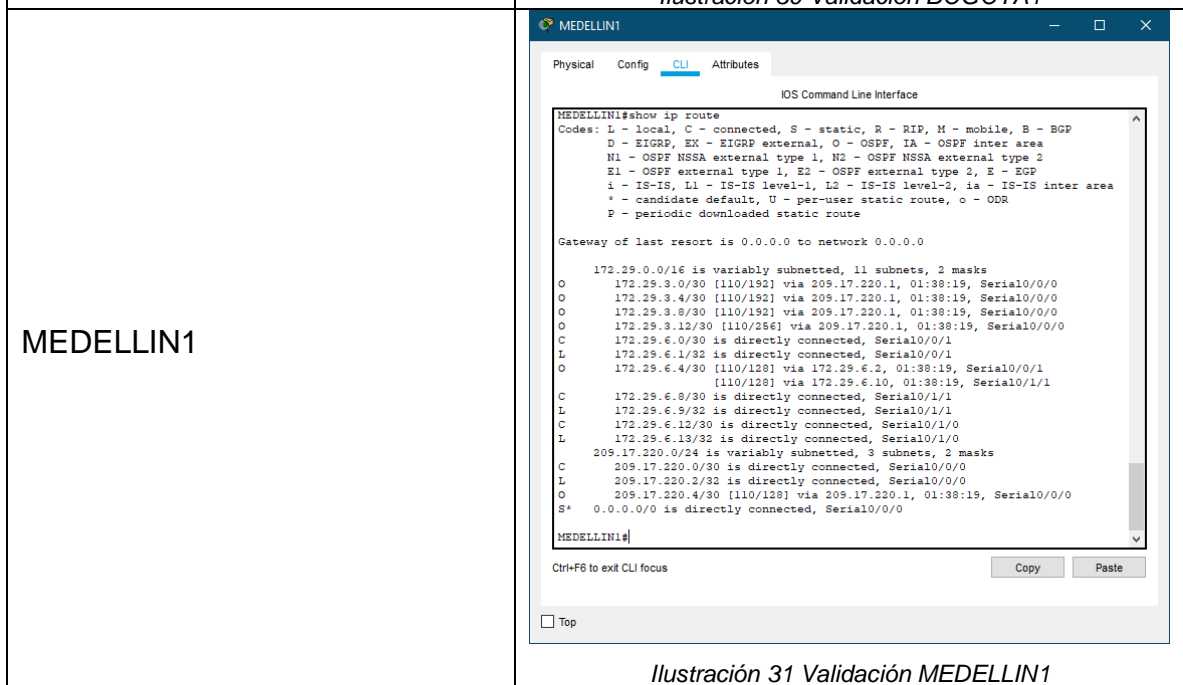 Ilustración 30 Validación BOGOTA1
MEDELLIN1
MEDELLIN1
Physical Config CLI Attributes
IOS Command Line Interface
MEDELLIN1#show ip route
Codes: L - local, C - connected, S - static, R - RIP, M - mobile, B - BGP
D - EIGRP, EX - EIGRP external, O - OSPF, IA - OSPF inter area
N1 - OSPF NSSA external type 1, N2 - OSPF NSSA external type 2
E1 - OSPF external type 1, E2 - OSPF external type 2, E - EGP
i - IS-IS, L1 - IS-IS level-1, L2 - IS-IS level-2, ia - IS-IS inter area
* - candidate default, U - per-user static route, o - ODR
P - periodic downloaded static route
Gateway of last resort is 0.0.0.0 to network 0.0.0.0
172.29.0.0/16 is variably subnetted, 11 subnets, 2 masks
O 172.29.3.0/30 [110/192] via 209.17.220.1, 01:38:19, Serial0/0/0
O 172.29.3.4/30 [110/192] via 209.17.220.1, 01:38:19, Serial0/0/0
O 172.29.3.8/30 [110/192] via 209.17.220.1, 01:38:19, Serial0/0/0
O 172.29.3.12/30 [110/256] via 209.17.220.1, 01:38:19, Serial0/0/0
C 172.29.6.0/30 is directly connected, Serial0/0/1
L 172.29.6.1/32 is directly connected, Serial0/0/1
O 172.29.6.4/30 [110/128] via 172.29.6.2, 01:38:19, Serial0/0/1
[110/128] via 172.29.6.10, 01:38:19, Serial0/1/1
C 172.29.6.8/30 is directly connected, Serial0/1/1
L 172.29.6.9/32 is directly connected, Serial0/1/1
C 172.29.6.12/30 is directly connected, Serial0/1/0
L 172.29.6.13/32 is directly connected, Serial0/1/0
209.17.220.0/24 is variably subnetted, 3 subnets, 2 masks
C 209.17.220.0/30 is directly connected, Serial0/0/0
L 209.17.220.2/32 is directly connected, Serial0/0/0
O 209.17.220.4/30 [110/128] via 209.17.220.1, 01:38:19, Serial0/0/0
S* 0.0.0.0/0 is directly connected, Serial0/0/0
MEDELLIN1#
Ctrl+F6 to exit CLI focus
Copy Paste
Top
Ilustración 31 Validación MEDELLIN1